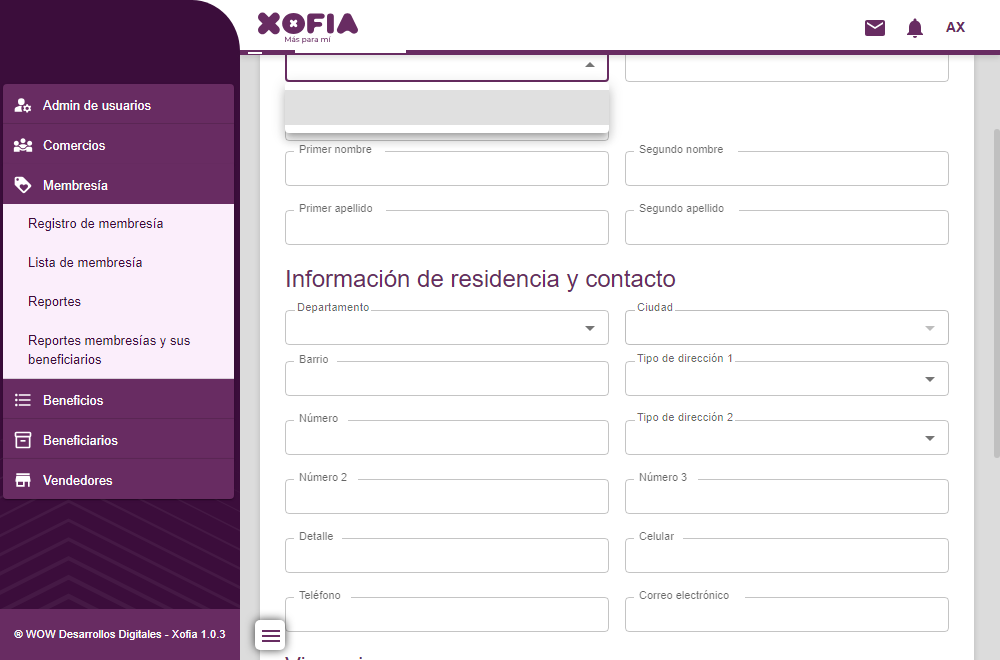 XOFIA
Más para mí
AX
Admin de usuarios
Comercios
Membresía
Registro de membresía
Lista de membresía
Reportes
Reportes membresías y sus
beneficiarios
Beneficios
Beneficiarios
Vendedores
® WOW Desarrollos Digitales - Xofia 1.0.3
Primer nombre
Segundo nombre
Primer apellido
Segundo apellido
Información de residencia y contacto
Departamento
Ciudad
Barrio
Tipo de dirección 1
Número
Tipo de dirección 2
Número 2
Número 3
Detalle
Celular
Teléfono
Correo electrónico